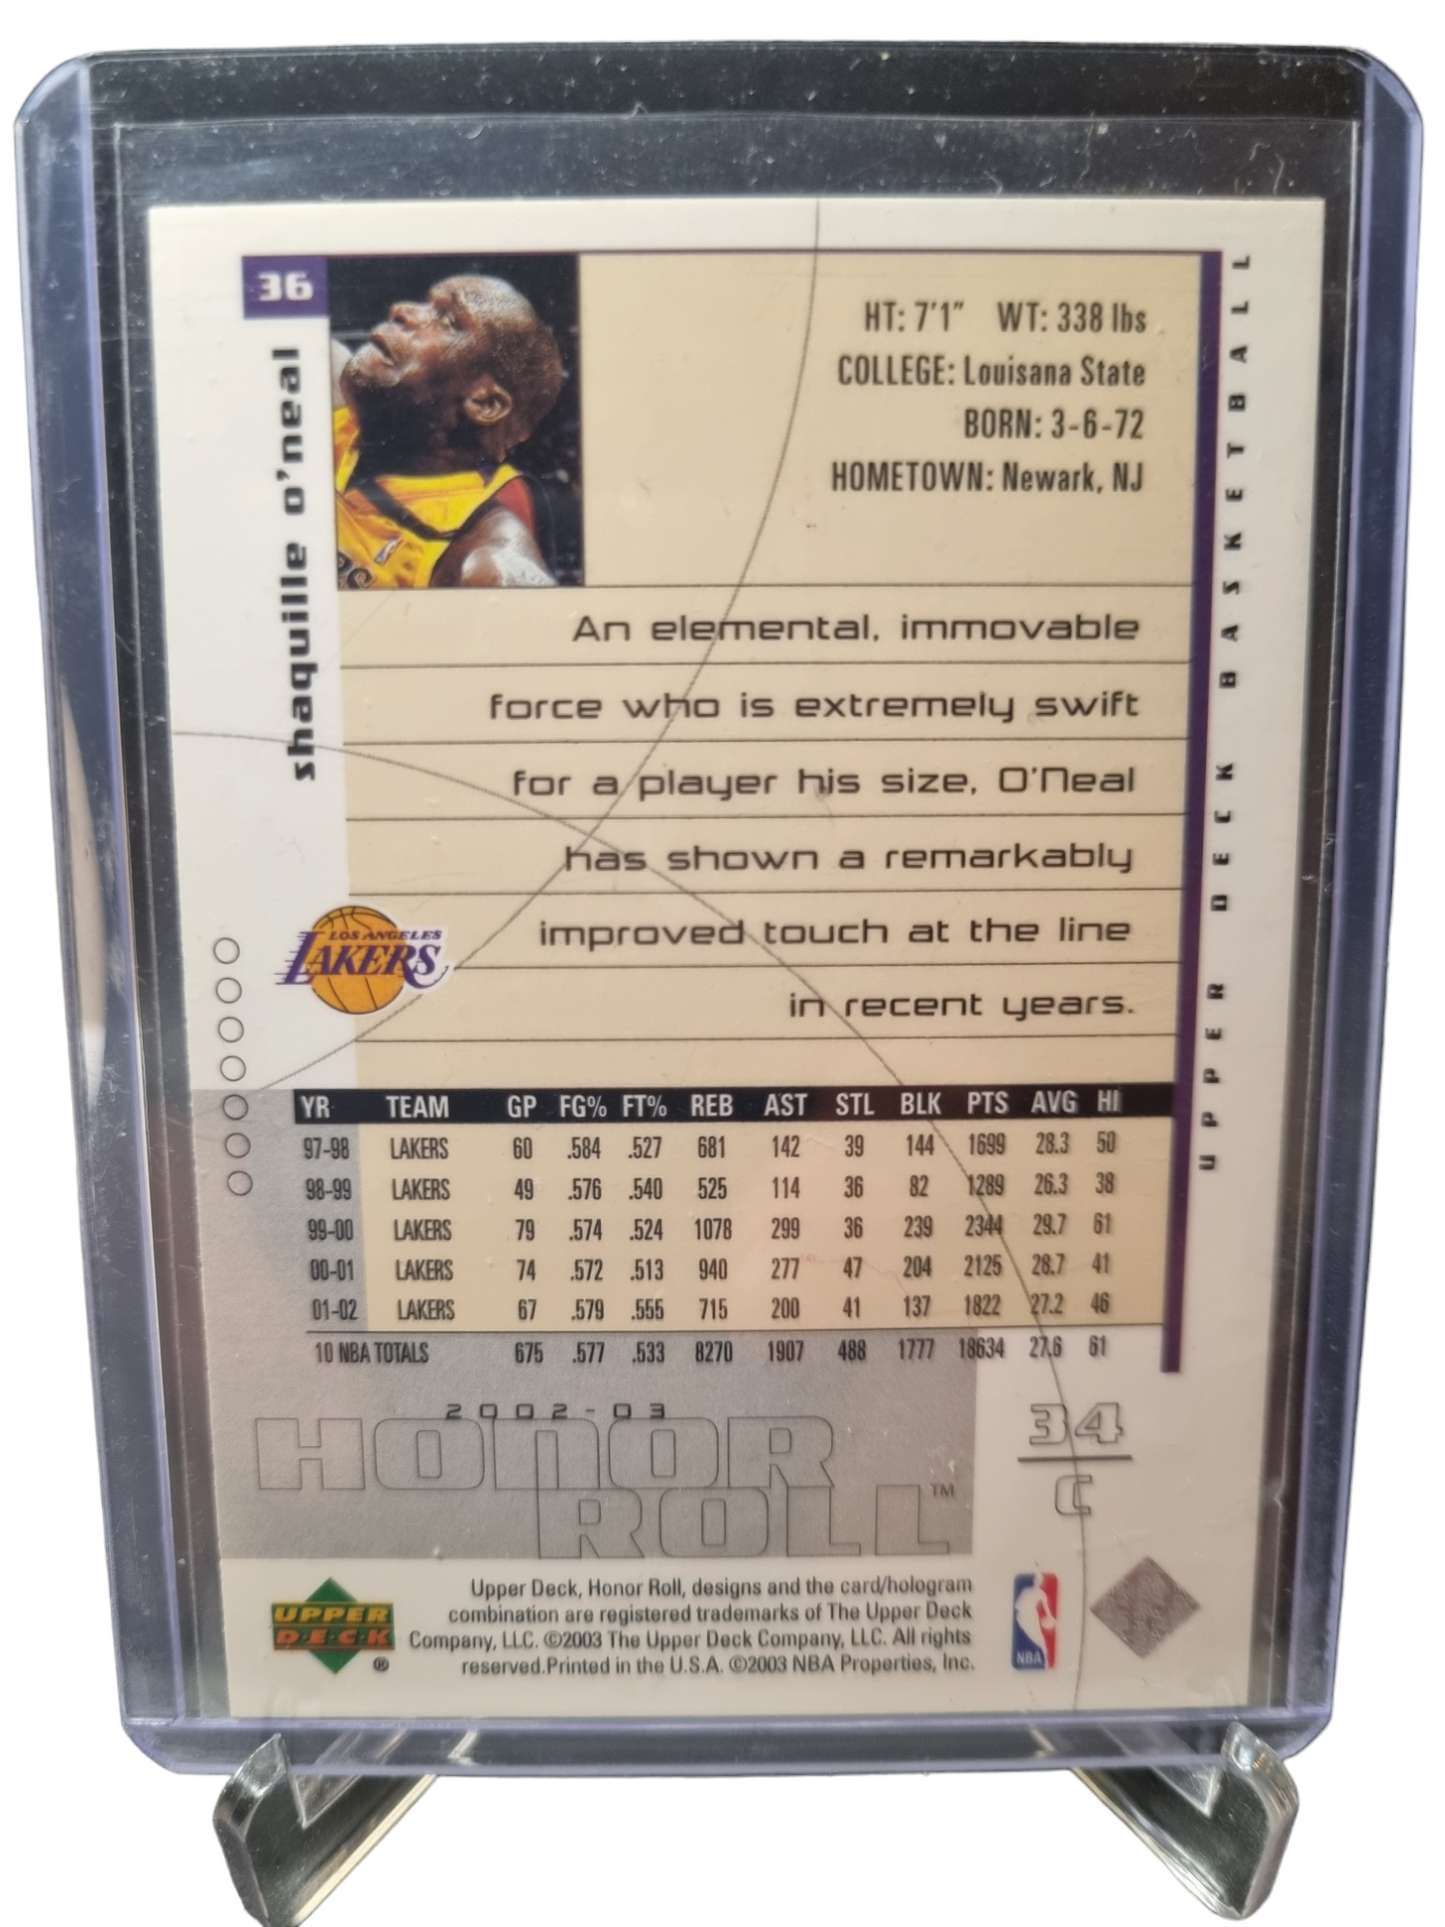 36
shaquille o'neal
HT: 7'1" WT: 338 lbs
COLLEGE: Louisana State
BORN: 3-6-72
HOMETOWN: Newark, NJ
UPPER DECK BASKETBALL
An elemental, immovable
force who is extremely swift
for a player his size, O'Neal
has shown a remarkably
improved touch at the line
in recent years.
LOS ANGELES
LAKERS
YR TEAM GP FG% FT% REB AST STL BLK PTS AVG HI
97-98 LAKERS 60 .584 .527 681 142 39 144 1699 28.3 50
98-99 LAKERS 49 .576 .540 525 114 36 82 1289 26.3 38
99-00 LAKERS 79 .574 .524 1078 299 36 239 2344 29.7 61
00-01 LAKERS 74 .572 .513 940 277 47 204 2125 28.7 41
01-02 LAKERS 67 .579 .555 715 200 41 137 1822 27.2 46
10 NBA TOTALS 675 .577 .533 8270 1907 488 1777 18634 27.6 61
2002-03
HONOR
ROLL™
34
C
UPPER
DECK
®
Upper Deck, Honor Roll, designs and the card/hologram
combination are registered trademarks of The Upper Deck
Company, LLC. ©2003 The Upper Deck Company, LLC. All rights
reserved.Printed in the U.S.A. ©2003 NBA Properties, Inc.
NBA